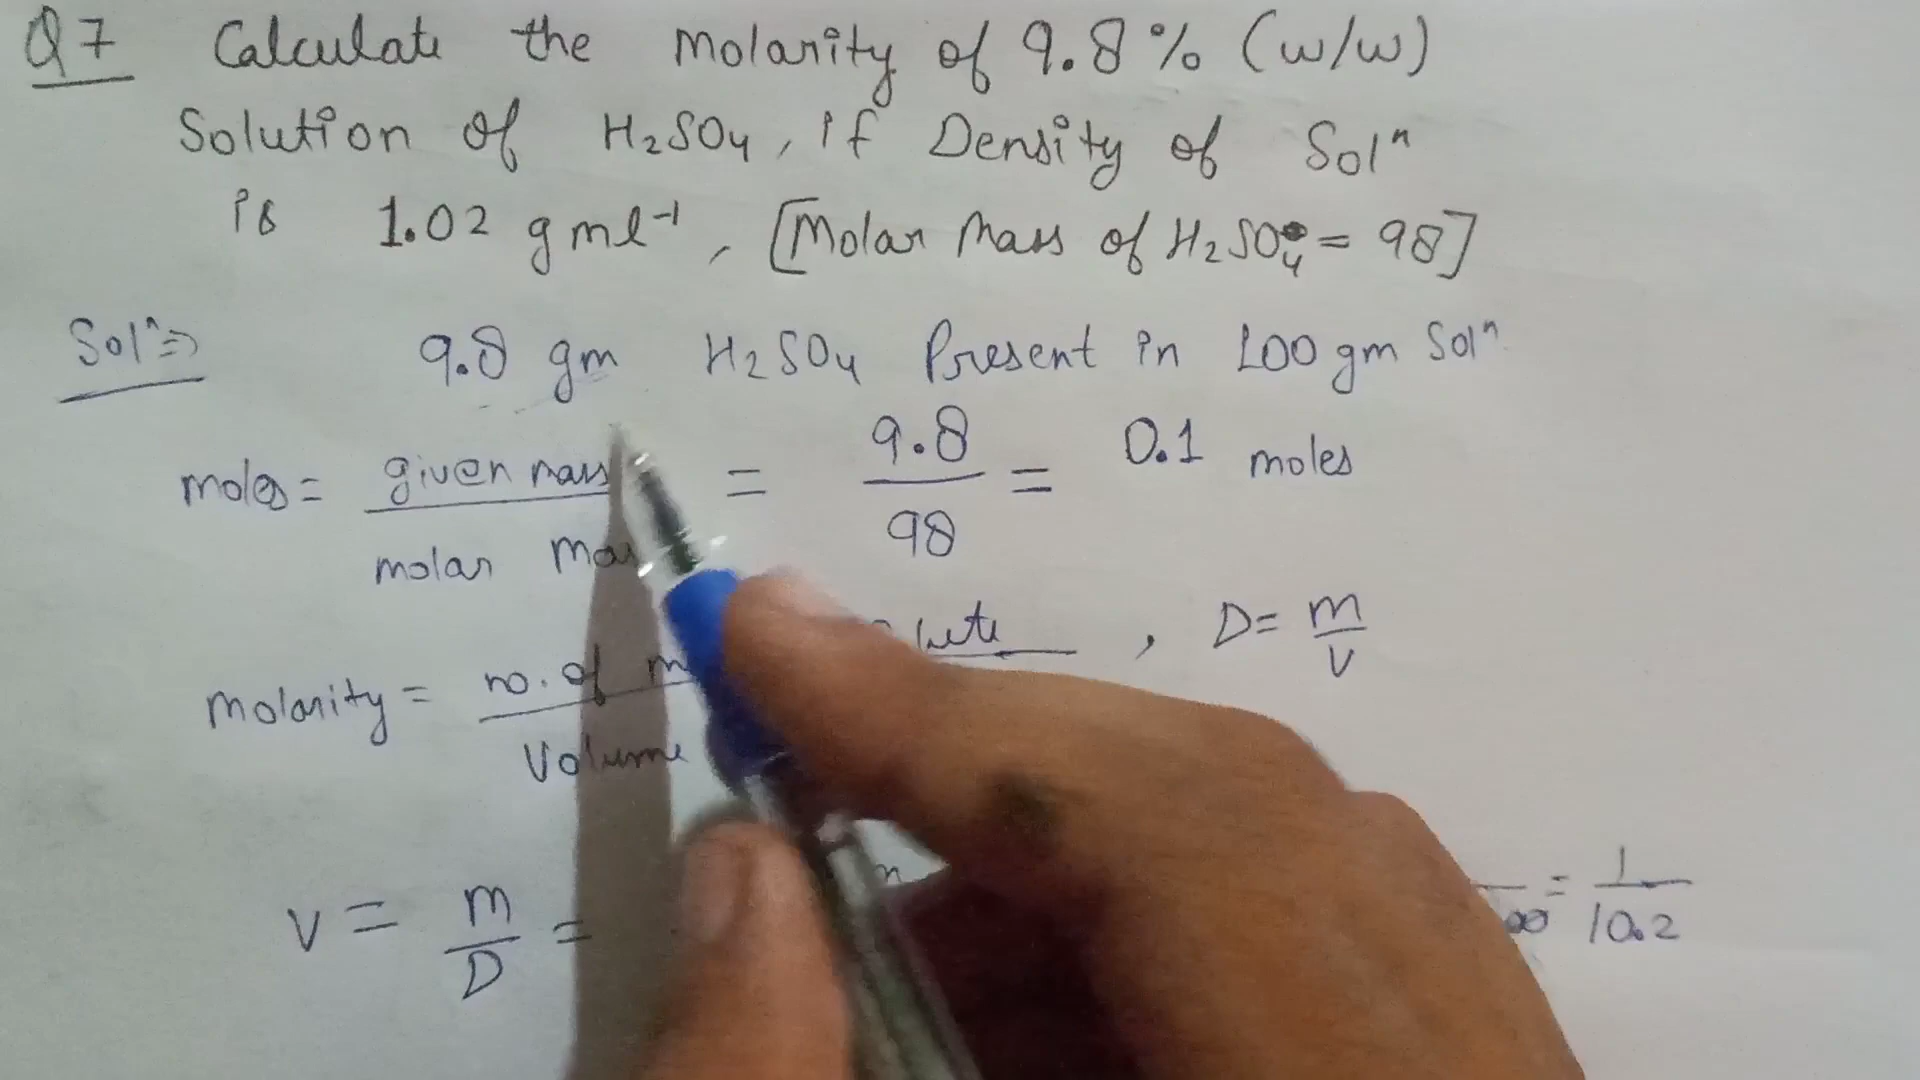 Q7 Calculate the Molarity of 9.8% (w/w)
Solution of H₂SO₄, if Density of Solⁿ
is 1.02 g ml⁻¹, [Molar Mass of H₂SO₄ = 98]
Solⁿ⇒ 9.8 gm H₂SO₄ Present in 100 gm Solⁿ
moles = given mass / molar = 9.8 / 98 = 0.1 moles
Molarity = no. of / Volume , D = m / v
V = m / D = = 1 / 10.2